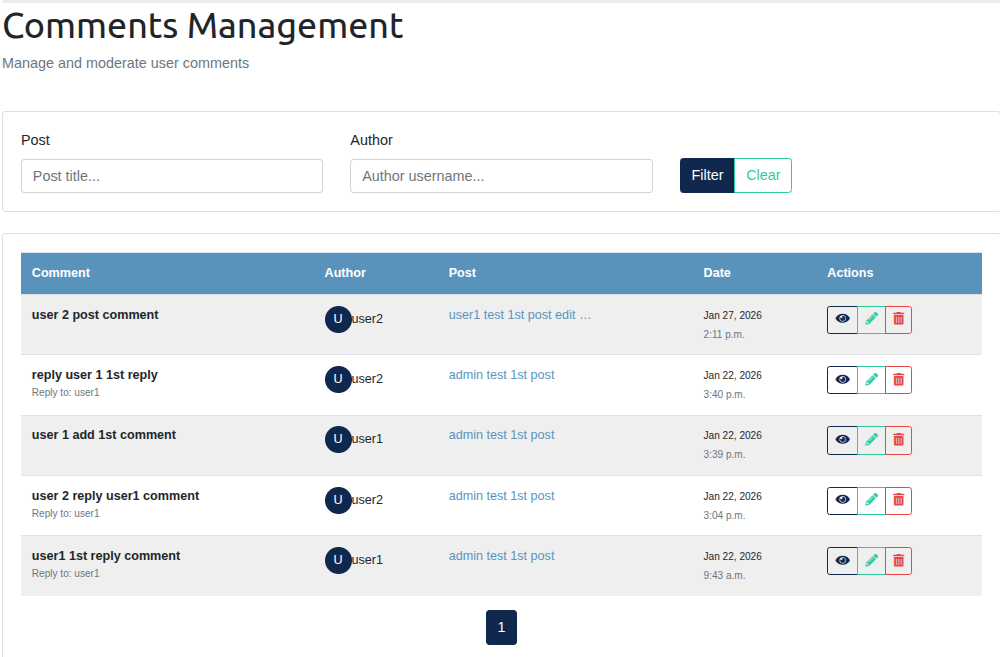 Comments Management
Manage and moderate user comments
Post Author
Post title... Author username... Filter Clear
Comment Author Post Date Actions
user 2 post comment U user2 user1 test 1st post edit … Jan 27, 2026
2:11 p.m.
reply user 1 1st reply U user2 admin test 1st post Jan 22, 2026
Reply to: user1 3:40 p.m.
user 1 add 1st comment U user1 admin test 1st post Jan 22, 2026
3:39 p.m.
user 2 reply user1 comment U user2 admin test 1st post Jan 22, 2026
Reply to: user1 3:04 p.m.
user1 1st reply comment U user1 admin test 1st post Jan 22, 2026
Reply to: user1 9:43 a.m.
1